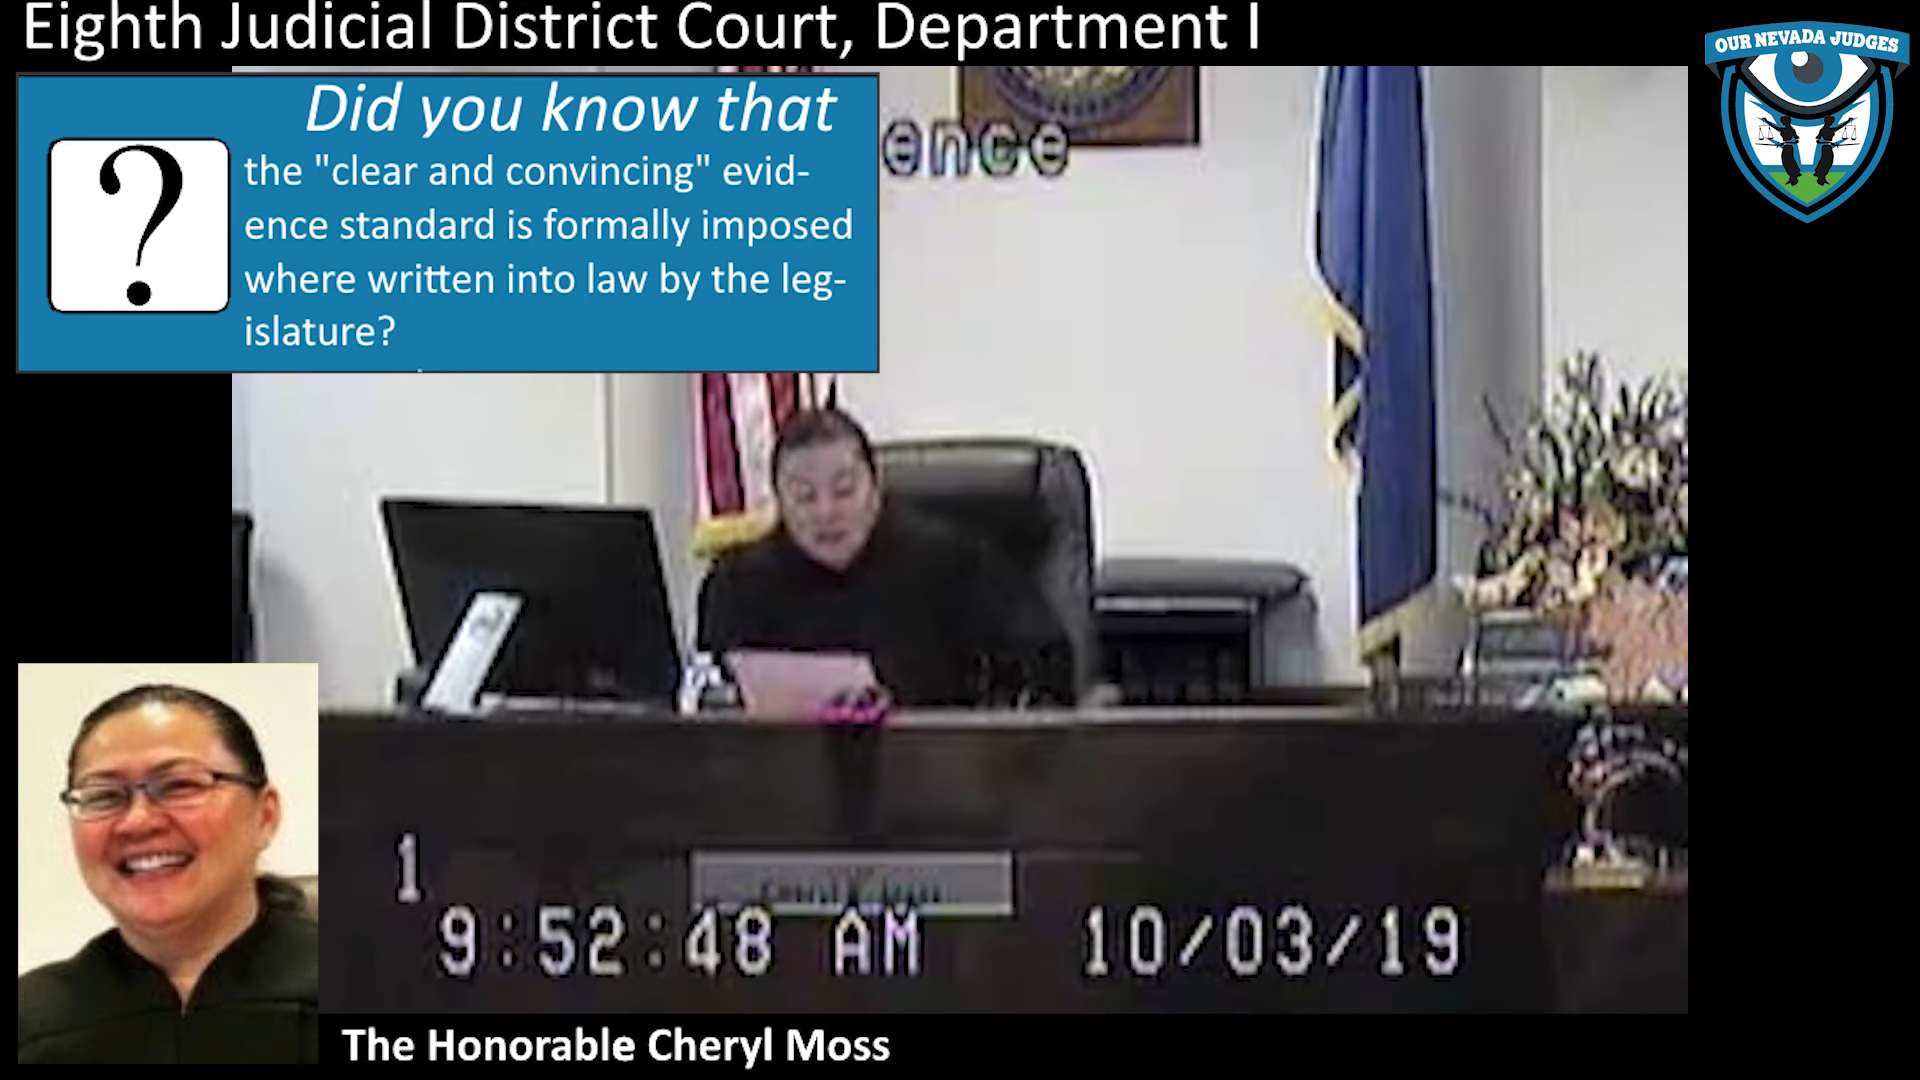 Eighth Judicial District Court, Department I
OUR NEVADA JUDGES
Did you know that
the "clear and convincing" evid-
ence standard is formally imposed
where written into law by the leg-
islature?
ence
1
9:52:48 AM 10/03/19
The Honorable Cheryl Moss